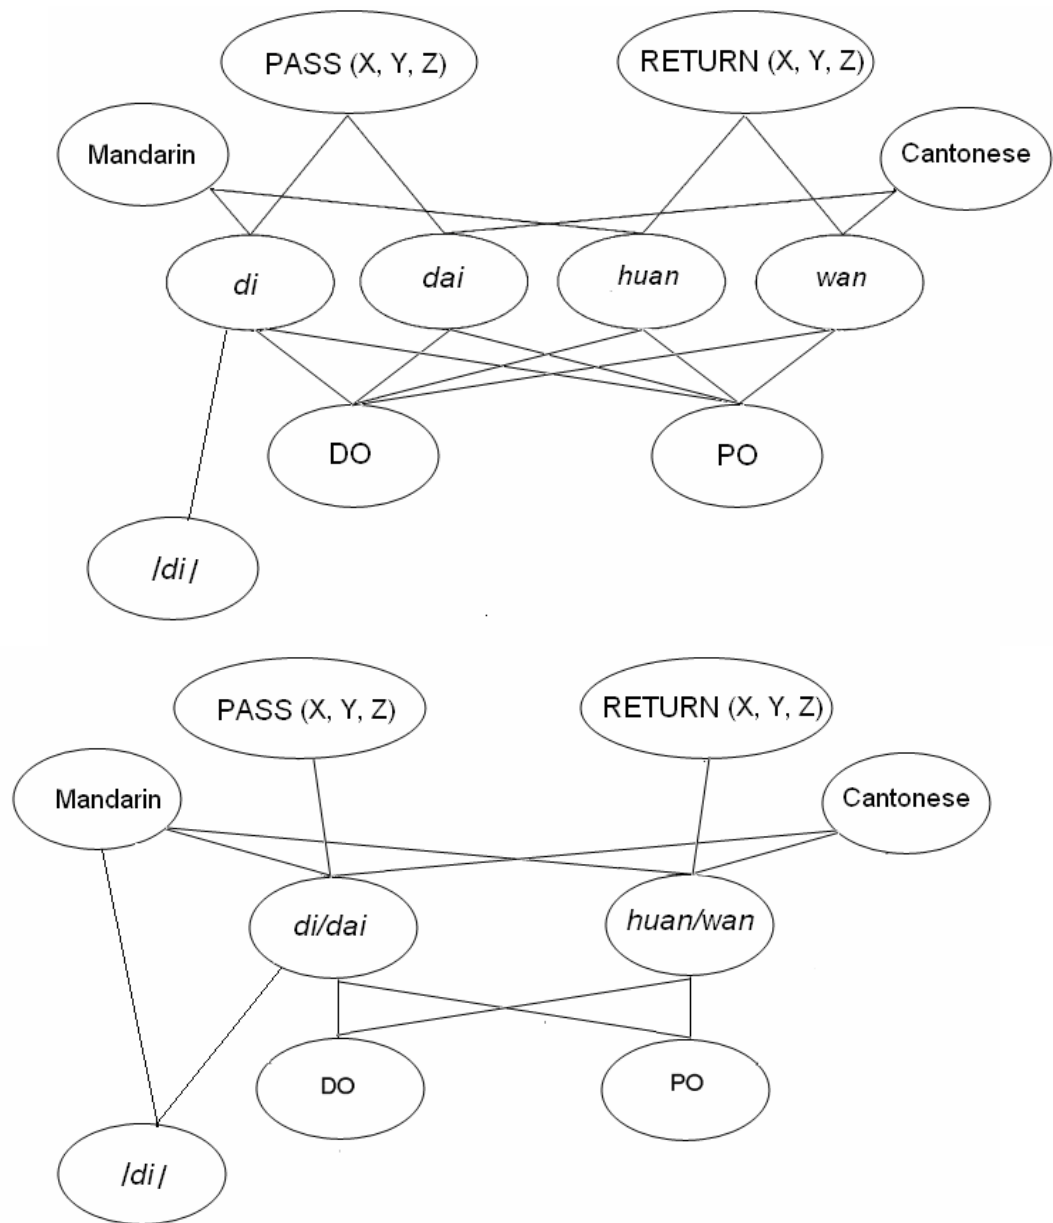 PASS (X, Y, Z)
RETURN (X, Y, Z)
Mandarin
Cantonese
di
dai
huan
wan
DO
PO
/di/
PASS (X, Y, Z)
RETURN (X, Y, Z)
Mandarin
Cantonese
di/dai
huan/wan
DO
PO
/di/